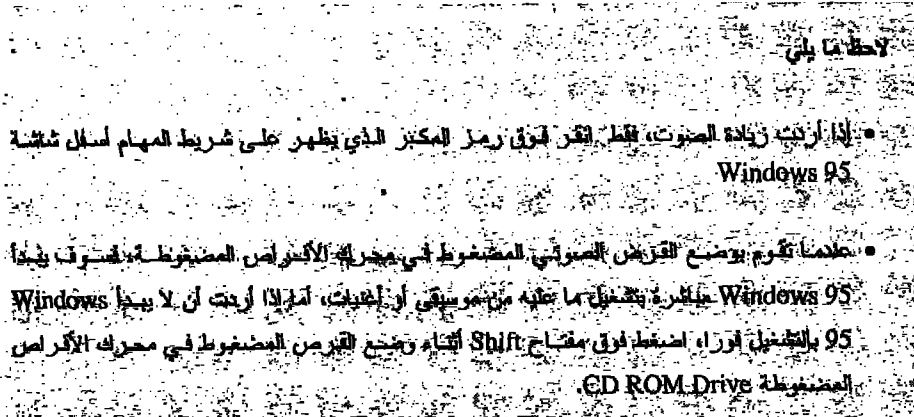 لاحظ ما يلي
• إذا أردت زيادة الصوت، فقط انقر فوق رمز المكبر الذي يظهر على شريط المهام أسفل شاشة
Windows 95
• عندما تقوم بوضع القرص الصوتي المضغوط في محرك الأقراص المضغوطة، فسوف يبدأ
Windows 95 مباشرة بتشغيل ما عليه من موسيقى أو أغنيات، أما إذا أردت أن لا يبدأ Windows
95 بالتشغيل فورا، اضغط فوق مفتاح Shift أثناء وضع القرص المضغوط في محرك الأقراص
المضغوطة CD ROM Drive.